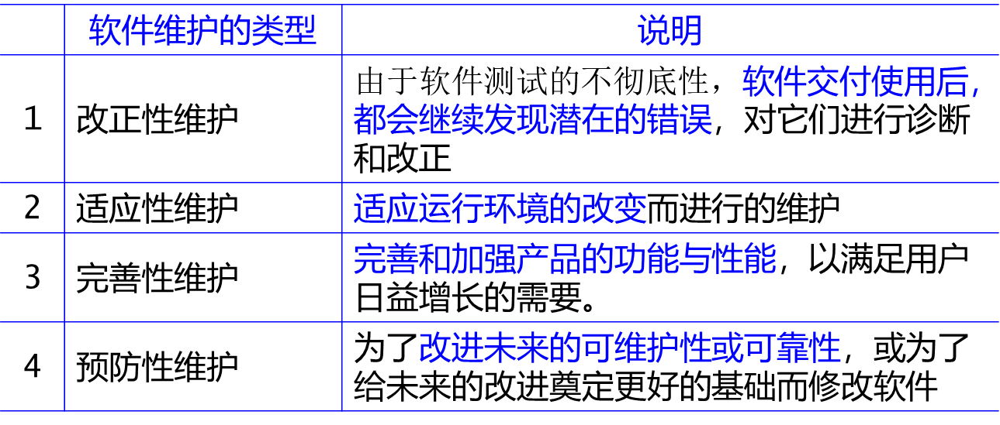 软件维护的类型 说明
由于软件测试的不彻底性，软件交付使用后，
1 改正性维护 都会继续发现潜在的错误，对它们进行诊断
和改正
2 适应性维护 适应运行环境的改变而进行的维护
完善和加强产品的功能与性能，以满足用户
3 完善性维护
日益增长的需要。
为了改进未来的可维护性或可靠性，或为了
4 预防性维护
给未来的改进奠定更好的基础而修改软件